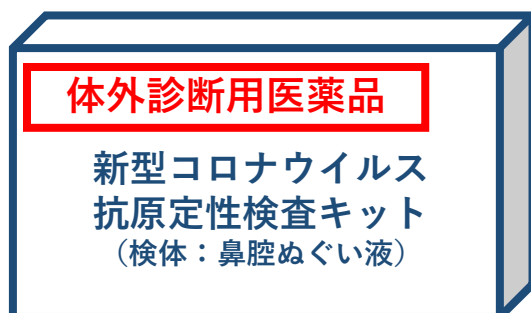 体外診断用医薬品
新型コロナウイルス
抗原定性検査キット
（検体：鼻腔ぬぐい液）